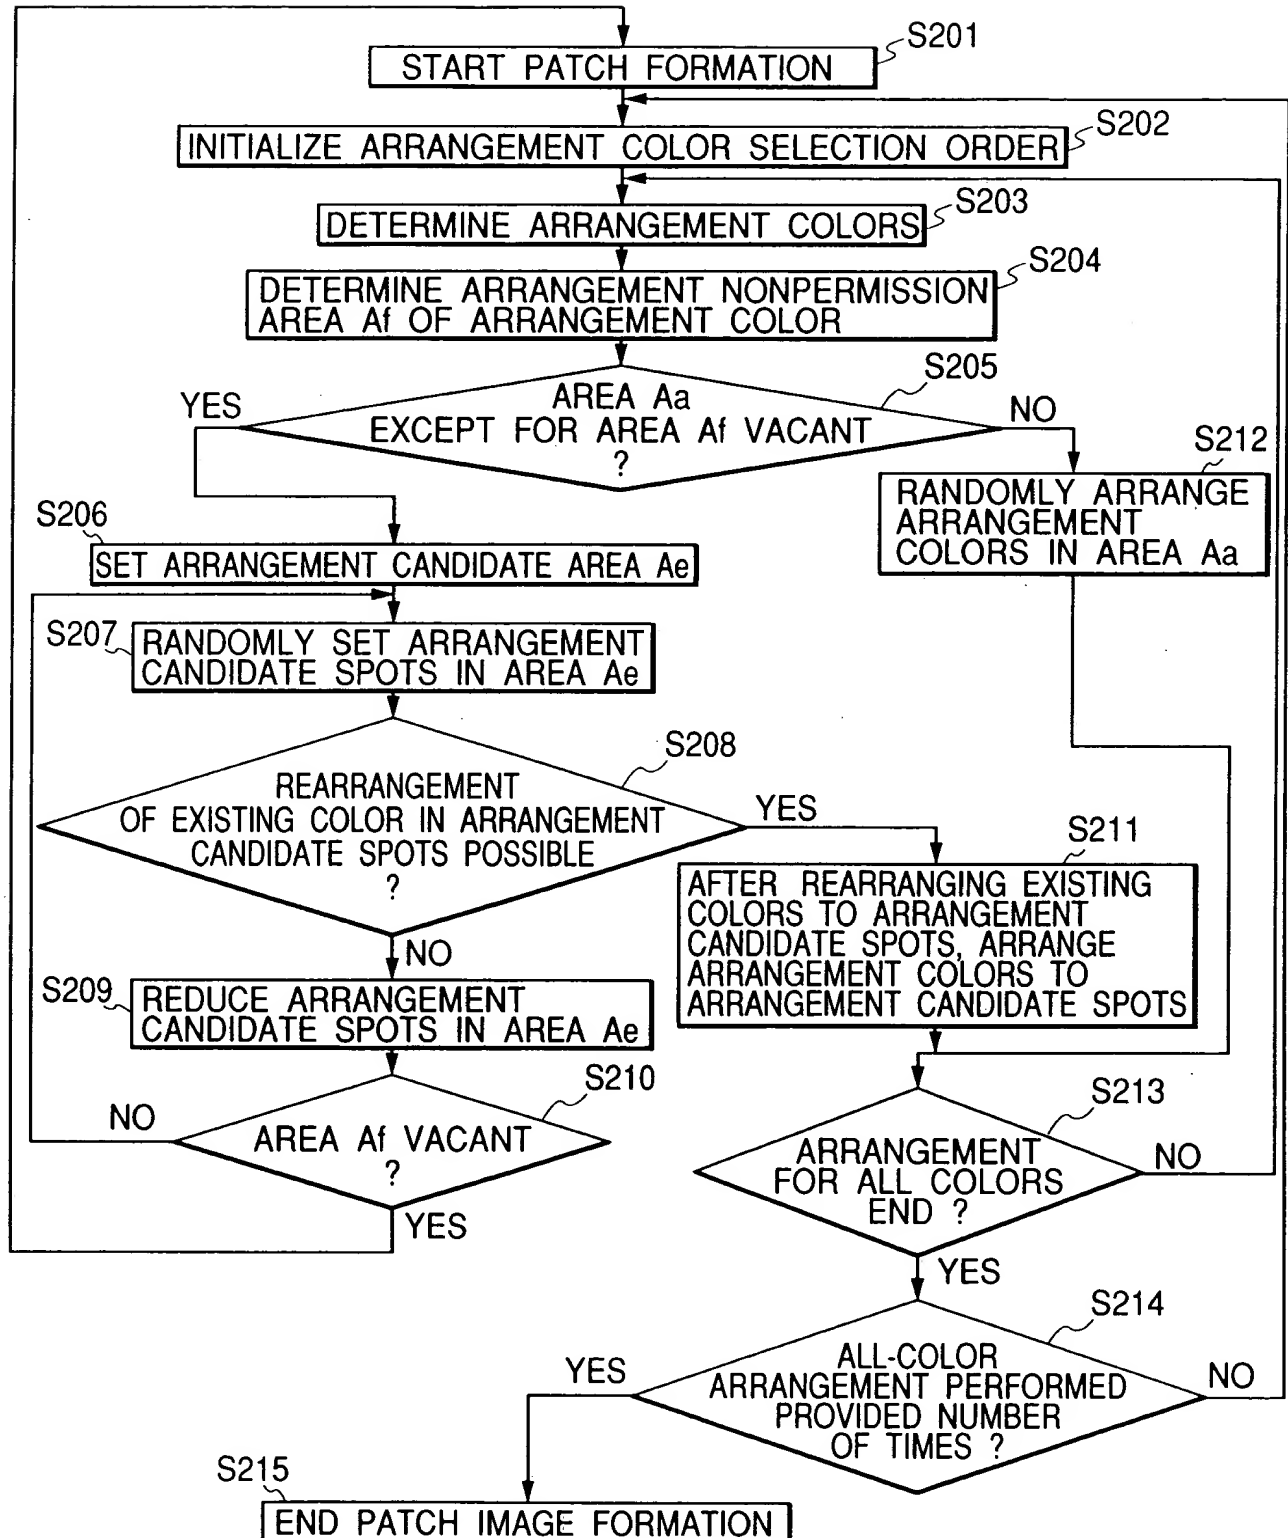 S201
START PATCH FORMATION
S202
INITIALIZE ARRANGEMENT COLOR SELECTION ORDER
S203
DETERMINE ARRANGEMENT COLORS
S204
DETERMINE ARRANGEMENT NONPERMISSION
AREA Af OF ARRANGEMENT COLOR
S205
YES
AREA Aa
EXCEPT FOR AREA Af VACANT
?
NO
S212
RANDOMLY ARRANGE
ARRANGEMENT
COLORS IN AREA Aa
S206
SET ARRANGEMENT CANDIDATE AREA Ae
S207
RANDOMLY SET ARRANGEMENT
CANDIDATE SPOTS IN AREA Ae
S208
REARRANGEMENT
OF EXISTING COLOR IN ARRANGEMENT
CANDIDATE SPOTS POSSIBLE
?
YES
NO
S211
AFTER REARRANGING EXISTING
COLORS TO ARRANGEMENT
CANDIDATE SPOTS, ARRANGE
ARRANGEMENT COLORS TO
ARRANGEMENT CANDIDATE SPOTS
S209
REDUCE ARRANGEMENT
CANDIDATE SPOTS IN AREA Ae
S210
NO
AREA Af VACANT
?
YES
S213
ARRANGEMENT
FOR ALL COLORS
END ?
NO
YES
S214
YES
ALL-COLOR
ARRANGEMENT PERFORMED
PROVIDED NUMBER
OF TIMES ?
NO
S215
END PATCH IMAGE FORMATION